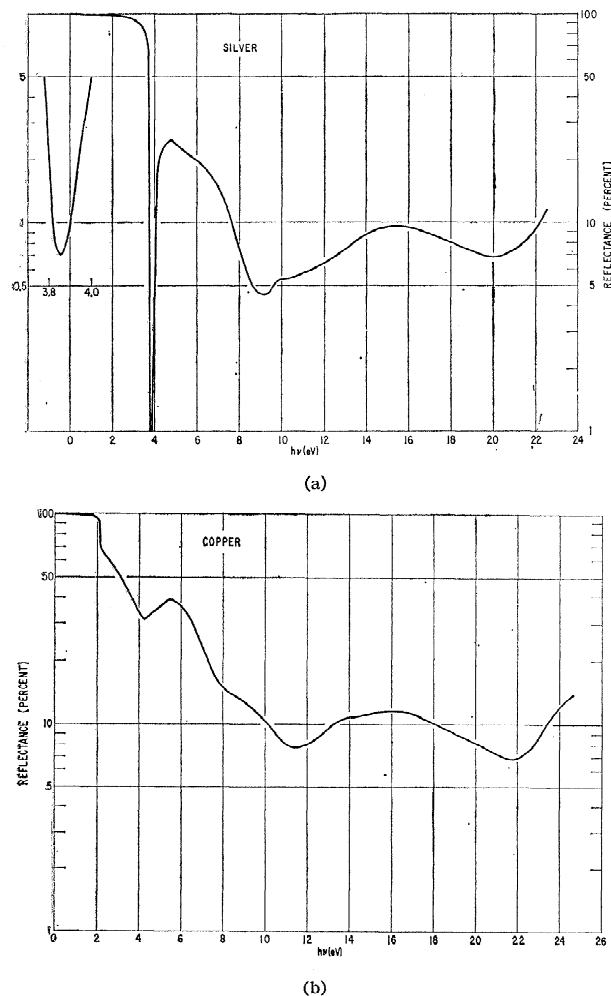 SILVER
100
50
10
5
1
REFLECTANCE (PERCENT)
0.5
3.8 4.0
0 2 4 6 8 10 12 14 16 18 20 22 24
hν(eV)
(a)
COPPER
100
50
10
5
REFLECTANCE (PERCENT)
0 2 4 6 8 10 12 14 16 18 20 22 24 26
hν(eV)
(b)